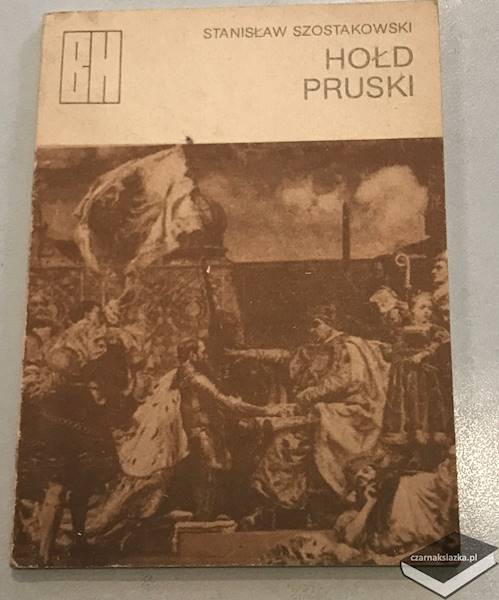 BH
STANISŁAW SZOSTAKOWSKI
HOŁD
PRUSKI
czarnaksiazka.pl